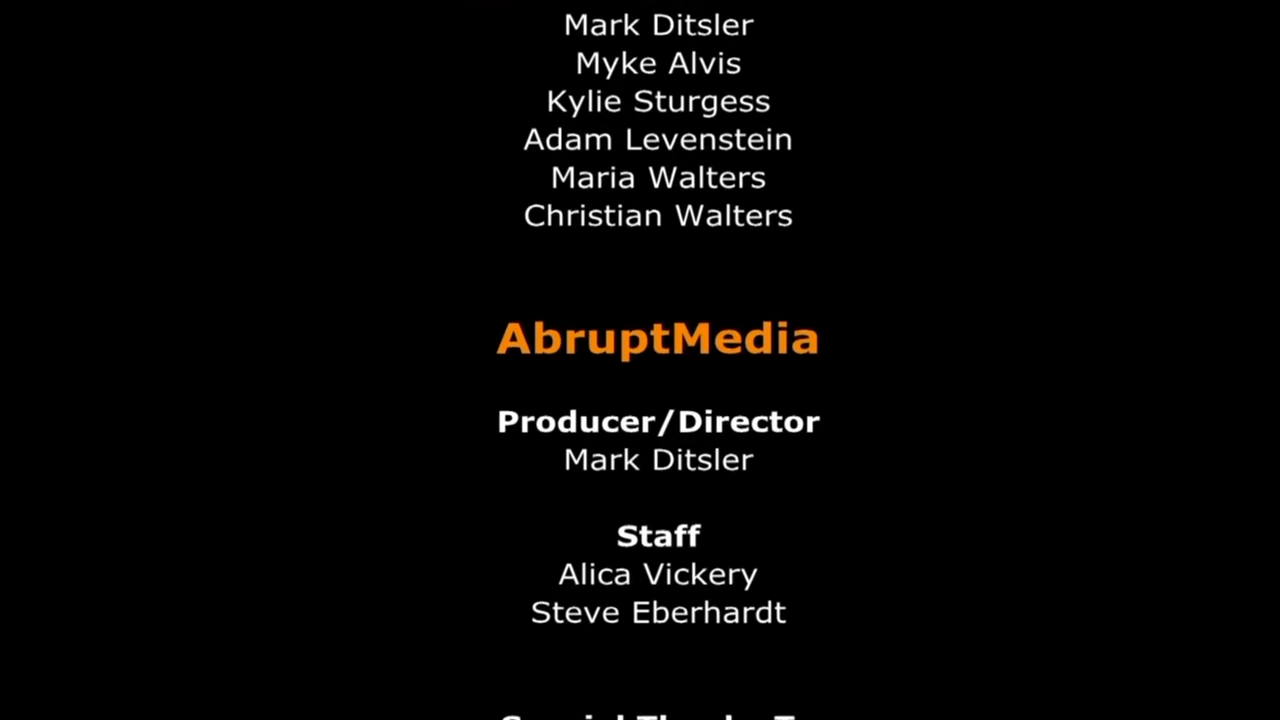 Mark Ditsler
Myke Alvis
Kylie Sturgess
Adam Levenstein
Maria Walters
Christian Walters
AbruptMedia
Producer/Director
Mark Ditsler
Staff
Alica Vickery
Steve Eberhardt